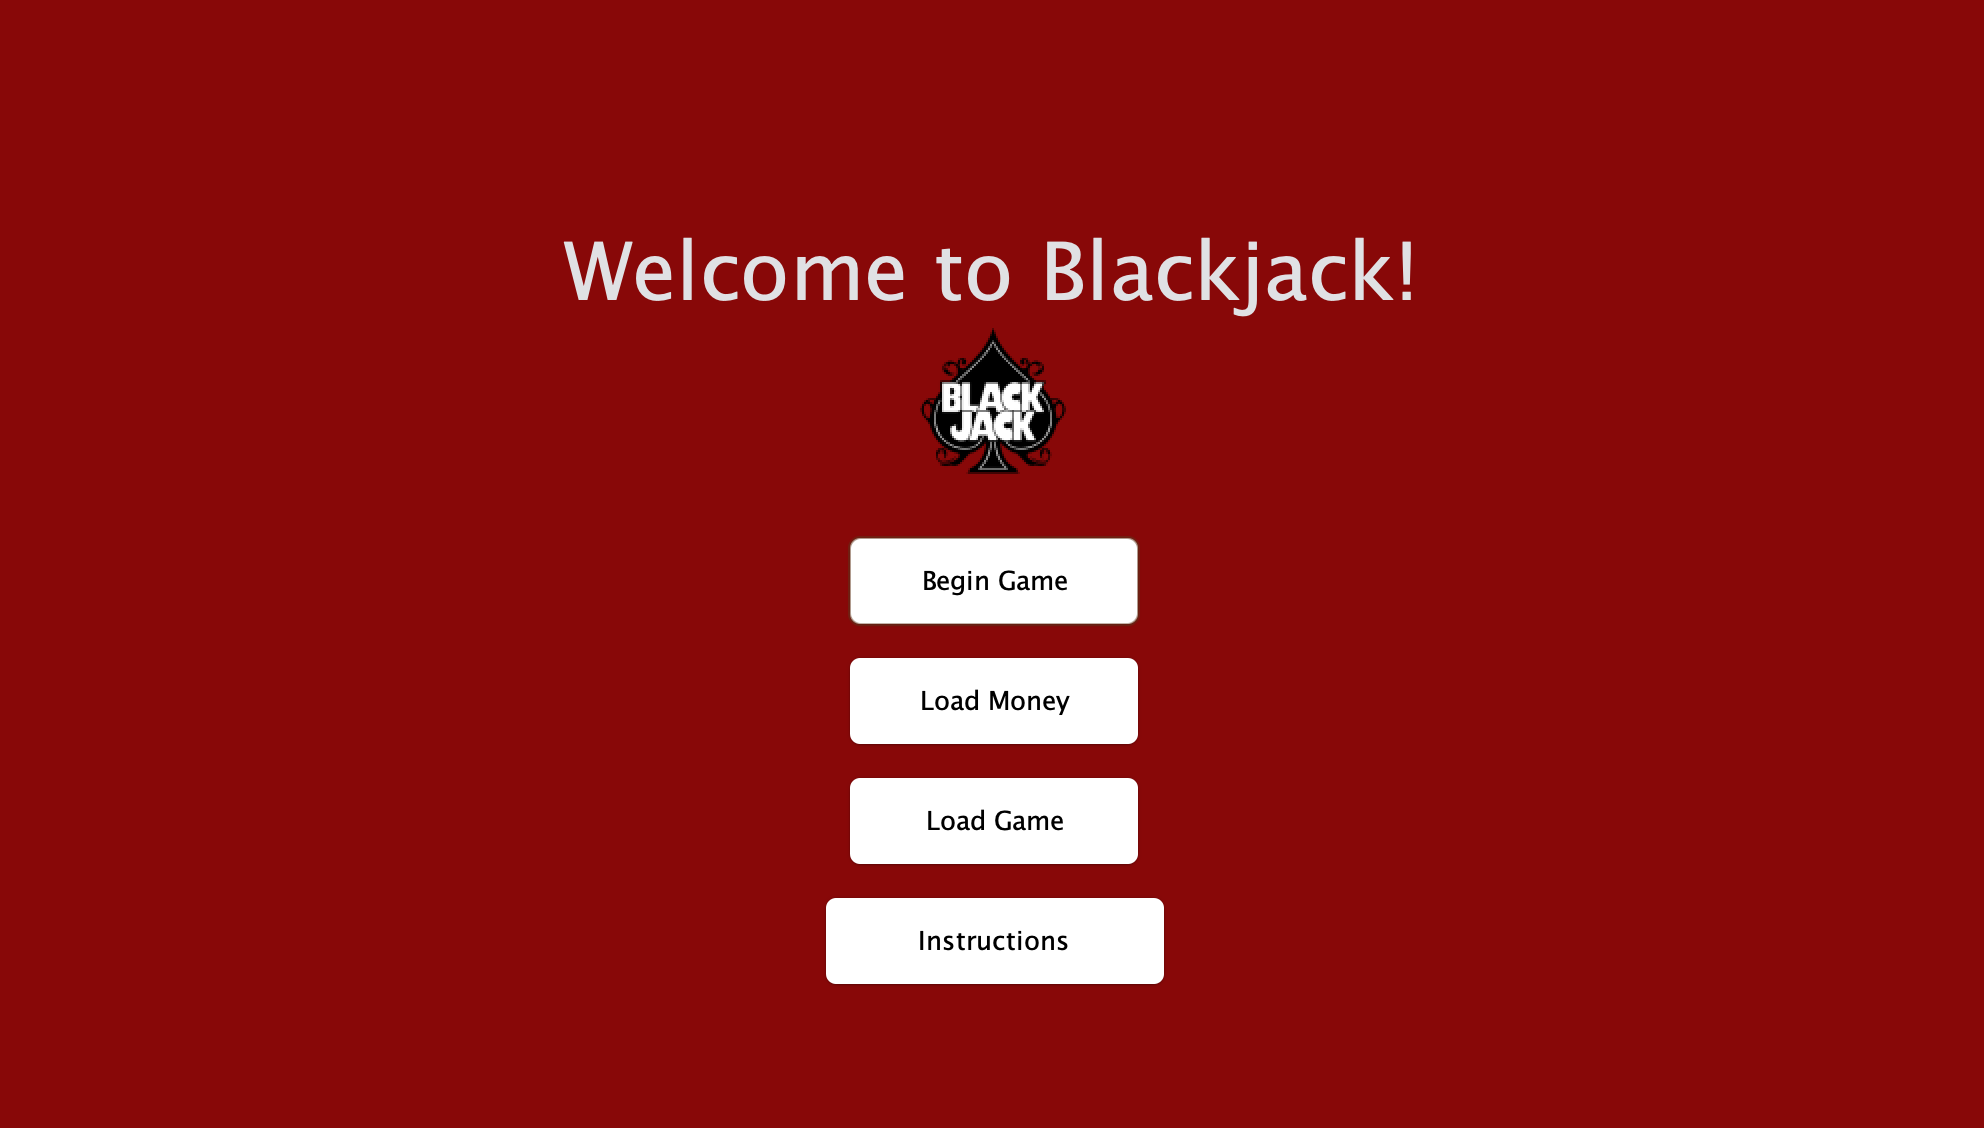 Welcome to Blackjack!
BLACK
JACK
Begin Game
Load Money
Load Game
Instructions